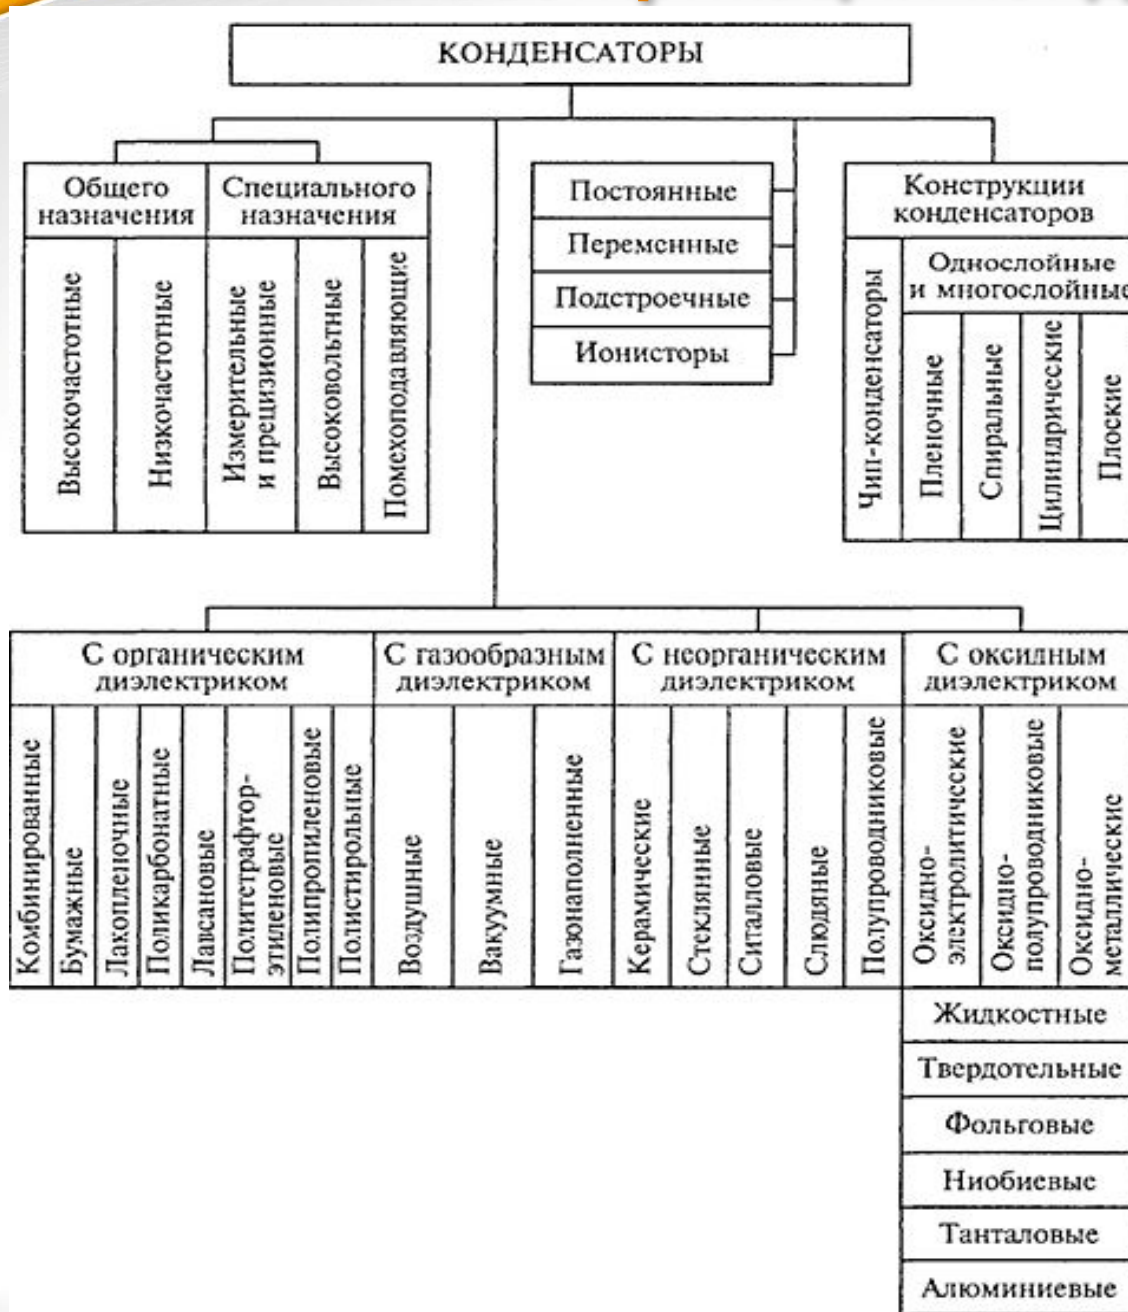 КОНДЕНСАТОРЫ
Общего
назначения
Специального
назначения
Высокочастотные
Низкочастотные
Измерительные
и прецизионные
Высоковольтные
Помехоподавляющие
Постоянные
Переменные
Подстроечные
Ионисторы
Конструкции
конденсаторов
Чип-конденсаторы
Однослойные
и многослойные
Пленочные
Спиральные
Цилиндрические
Плоские
С органическим
диэлектриком
Комбинированные
Бумажные
Лакопленочные
Поликарбонатные
Лавсановые
Политетрафтор-
этиленовые
Полипропиленовые
Полистирольные
С газообразным
диэлектриком
Воздушные
Вакуумные
Газонаполненные
С неорганическим
диэлектриком
Керамические
Стеклянные
Ситалловые
Слюдяные
Полупроводниковые
С оксидным
диэлектриком
Оксидно-
электролитические
Оксидно-
полупроводниковые
Оксидно-
металлические
Жидкостные
Твердотельные
Фольговые
Ниобиевые
Танталовые
Алюминиевые